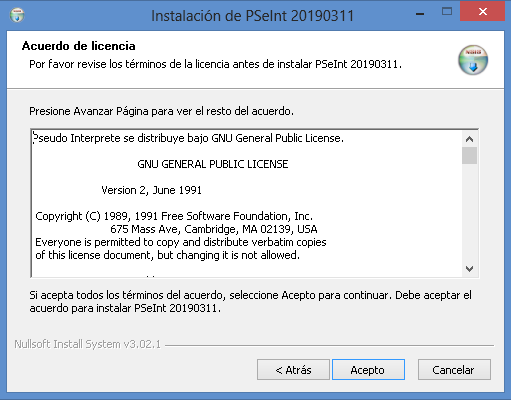 Instalación de PSeInt 20190311
Acuerdo de licencia
Por favor revise los términos de la licencia antes de instalar PSeInt 20190311.
Presione Avanzar Página para ver el resto del acuerdo.
Pseudo Interprete se distribuye bajo GNU General Public License.
GNU GENERAL PUBLIC LICENSE
Version 2, June 1991
Copyright (C) 1989, 1991 Free Software Foundation, Inc.
675 Mass Ave, Cambridge, MA 02139, USA
Everyone is permitted to copy and distribute verbatim copies
of this license document, but changing it is not allowed.
Si acepta todos los términos del acuerdo, seleccione Acepto para continuar. Debe aceptar el
acuerdo para instalar PSeInt 20190311.
Nullsoft Install System v3.02.1
< Atrás
Acepto
Cancelar